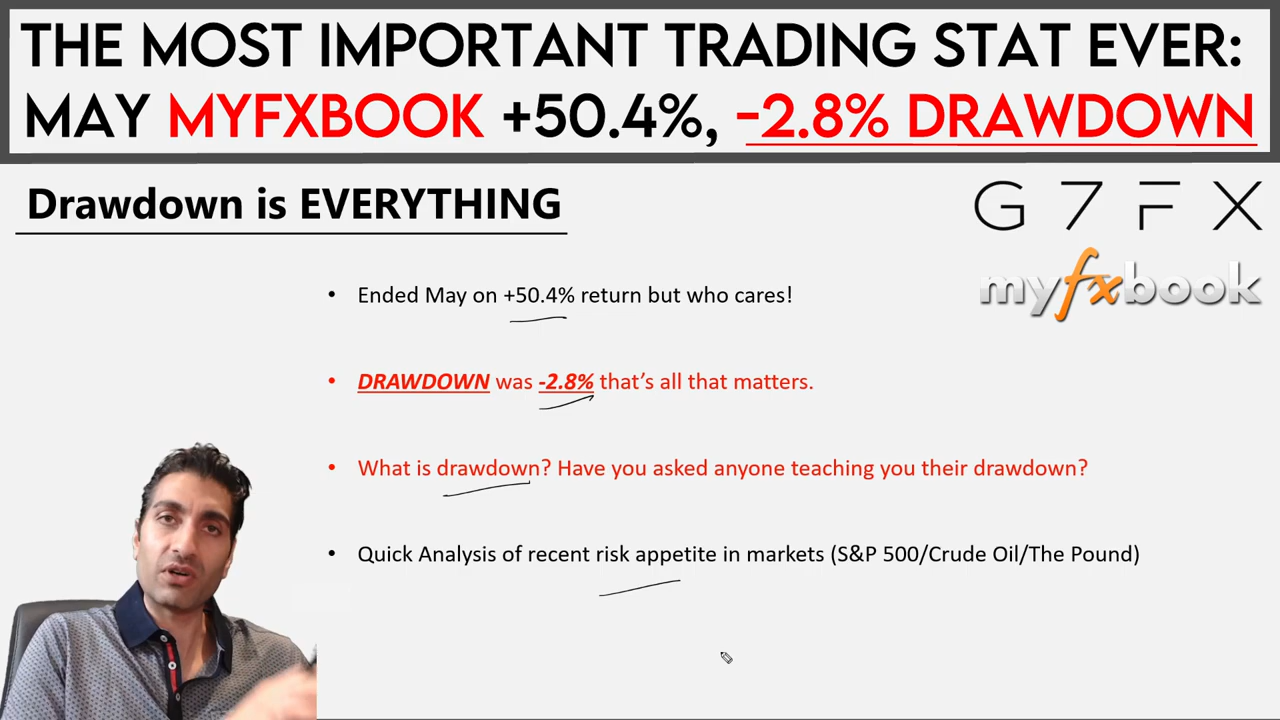 THE MOST IMPORTANT TRADING STAT EVER:
MAY MYFXBOOK +50.4%, -2.8% DRAWDOWN
Drawdown is EVERYTHING
G7FX
myfxbook
• Ended May on +50.4% return but who cares!
• DRAWDOWN was -2.8% that’s all that matters.
• What is drawdown? Have you asked anyone teaching you their drawdown?
• Quick Analysis of recent risk appetite in markets (S&P 500/Crude Oil/The Pound)